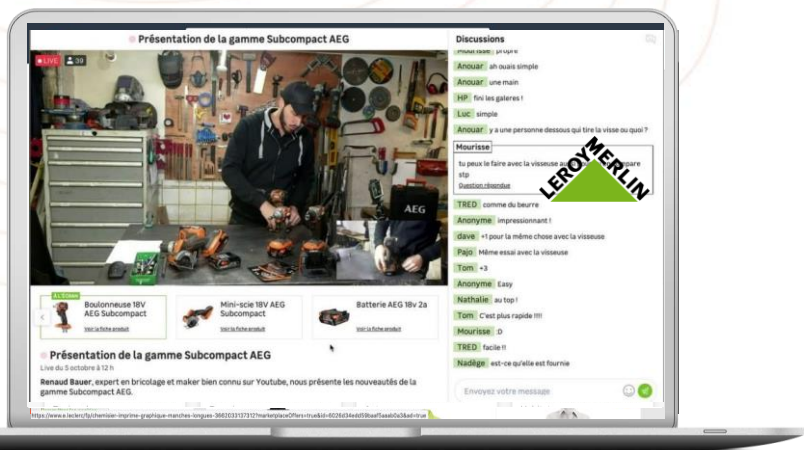 Présentation de la gamme Subcompact AEG
LIVE 39
AEG
À L'ÉCRAN
Boulonneuse 18V
AEG Subcompact
Voir la fiche produit
Mini-scie 18V AEG
Subcompact
Voir la fiche produit
Batterie AEG 18v 2a
Voir la fiche produit
Présentation de la gamme Subcompact AEG
Live du 5 octobre à 12 h
Renaud Bauer, expert en bricolage et maker bien connu sur Youtube, nous présente les nouveautés de la
gamme Subcompact AEG.
Discussions
Mourisse propre
Anouar ah ouais simple
Anouar une main
HP fini les galeres !
Luc simple
Anouar y a une personne dessous qui tire la visse ou quoi ?
Mourisse
tu peux le faire avec la visseuse
stp
Question répondue
LEROY MERLIN
TRED comme du beurre
Anonyme impressionnant !
dave +1 pour la même chose avec la visseuse
Pajo Même essai avec la visseuse
Tom +3
Anonyme Easy
Nathalie au top !
Tom C'est plus rapide !!!!
Mourisse :D
TRED facile !!
Nadège est-ce qu'elle est fournie
Envoyez votre message